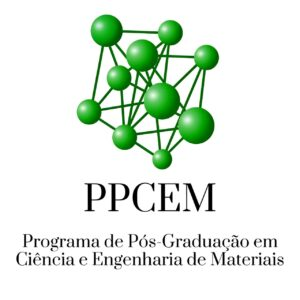 PPCEM
Programa de Pós-Graduação em
Ciência e Engenharia de Materiais